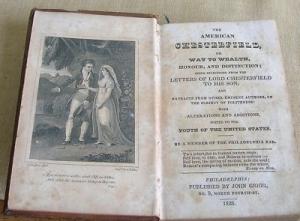 THE
AMERICAN
CHESTERFIELD,
OR
WAY TO WEALTH,
HONOUR, AND DISTINCTION;
BEING SELECTIONS FROM THE
LETTERS OF LORD CHESTERFIELD
TO HIS SON;
AND
EXTRACTS FROM OTHER EMINENT AUTHORS, ON
THE SUBJECT OF POLITENESS:
WITH
ALTERATIONS AND ADDITIONS,
SUITED TO THE
YOUTH OF THE UNITED STATES.
BY A MEMBER OF THE PHILADELPHIA BAR.
PHILADELPHIA:
PUBLISHED BY JOHN GRIGG,
NO. 9, NORTH FOURTH-ST.
1828.